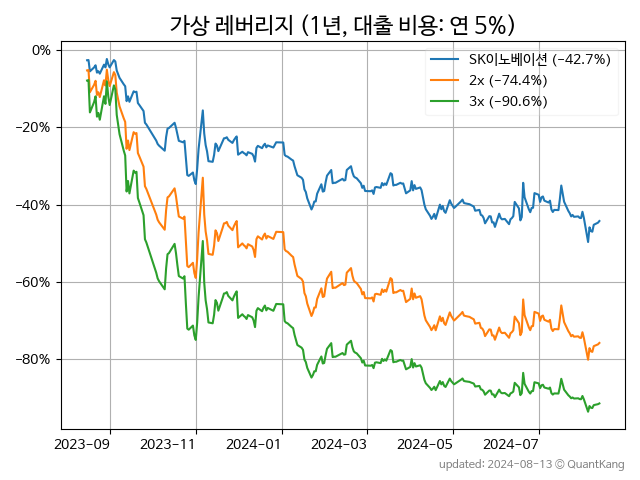 가상 레버리지 (1년, 대출 비용: 연 5%)
SK이노베이션 (−42.7%)
2x (−74.4%)
3x (−90.6%)
0%
−20%
−40%
−60%
−80%
2023−09 2023−11 2024−01 2024−03 2024−05 2024−07
updated: 2024-08-13 © QuantKang